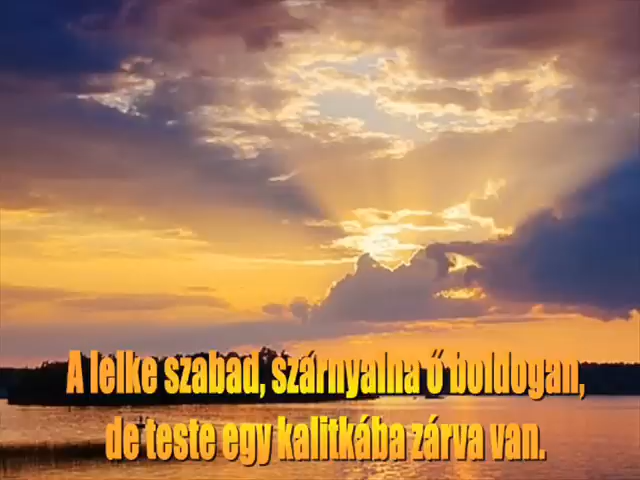 A lelke szabad, szárnyalna ő boldogan,
de teste egy kalitkába zárva van.